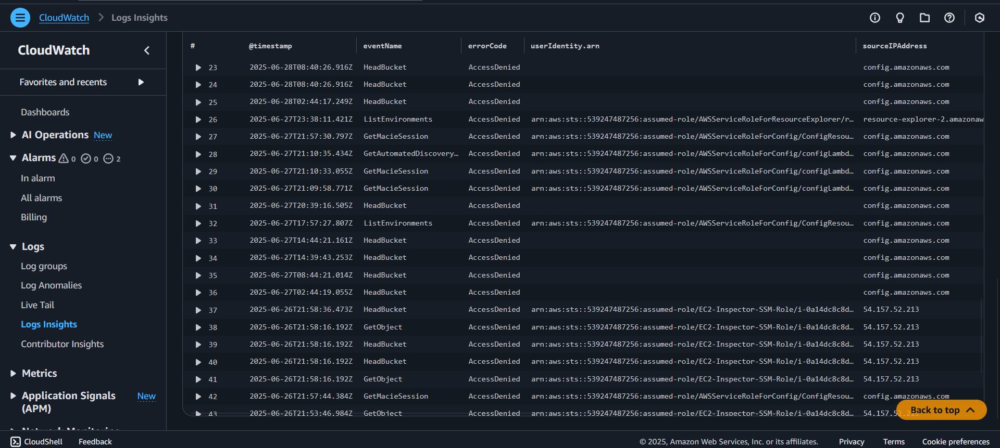 CloudWatch > Logs Insights
CloudWatch
Favorites and recents
Dashboards
AI Operations New
Alarms 0 0 2
In alarm
All alarms
Billing
Logs
Log groups
Log Anomalies
Live Tail
Logs Insights
Contributor Insights
Metrics
Application Signals New
(APM)
Network Monitoring
# @timestamp eventName errorCode userIdentity.arn sourceIPAddress
23 2025-06-28T08:40:26.916Z HeadBucket AccessDenied config.amazonaws.com
24 2025-06-28T08:40:26.916Z HeadBucket AccessDenied config.amazonaws.com
25 2025-06-28T02:44:17.249Z HeadBucket AccessDenied config.amazonaws.com
26 2025-06-27T23:38:11.421Z ListEnvironments AccessDenied arn:aws:sts::539247487256:assumed-role/AWSServiceRoleForResourceExplorer/r… resource-explorer-2.amazonaw
27 2025-06-27T21:57:30.797Z GetMacieSession AccessDenied arn:aws:sts::539247487256:assumed-role/AWSServiceRoleForConfig/ConfigResou… config.amazonaws.com
28 2025-06-27T21:10:35.434Z GetAutomatedDiscovery… AccessDenied arn:aws:sts::539247487256:assumed-role/AWSServiceRoleForConfig/configLambd… config.amazonaws.com
29 2025-06-27T21:10:33.055Z GetMacieSession AccessDenied arn:aws:sts::539247487256:assumed-role/AWSServiceRoleForConfig/configLambd… config.amazonaws.com
30 2025-06-27T21:09:58.771Z GetMacieSession AccessDenied arn:aws:sts::539247487256:assumed-role/AWSServiceRoleForConfig/configLambd… config.amazonaws.com
31 2025-06-27T20:39:16.505Z HeadBucket AccessDenied config.amazonaws.com
32 2025-06-27T17:57:27.807Z ListEnvironments AccessDenied arn:aws:sts::539247487256:assumed-role/AWSServiceRoleForConfig/ConfigResou… config.amazonaws.com
33 2025-06-27T14:44:21.161Z HeadBucket AccessDenied config.amazonaws.com
34 2025-06-27T14:39:43.253Z HeadBucket AccessDenied config.amazonaws.com
35 2025-06-27T08:44:21.014Z HeadBucket AccessDenied config.amazonaws.com
36 2025-06-27T02:44:19.055Z HeadBucket AccessDenied config.amazonaws.com
37 2025-06-26T21:58:36.473Z HeadBucket AccessDenied arn:aws:sts::539247487256:assumed-role/EC2-Inspector-SSM-Role/i-0a14dc8c8d… 54.157.52.213
38 2025-06-26T21:58:16.192Z GetObject AccessDenied arn:aws:sts::539247487256:assumed-role/EC2-Inspector-SSM-Role/i-0a14dc8c8d… 54.157.52.213
39 2025-06-26T21:58:16.192Z HeadBucket AccessDenied arn:aws:sts::539247487256:assumed-role/EC2-Inspector-SSM-Role/i-0a14dc8c8d… 54.157.52.213
40 2025-06-26T21:58:16.192Z HeadBucket AccessDenied arn:aws:sts::539247487256:assumed-role/EC2-Inspector-SSM-Role/i-0a14dc8c8d… 54.157.52.213
41 2025-06-26T21:58:16.192Z GetObject AccessDenied arn:aws:sts::539247487256:assumed-role/EC2-Inspector-SSM-Role/i-0a14dc8c8d… 54.157.52.213
42 2025-06-26T21:57:44.384Z GetMacieSession AccessDenied arn:aws:sts::539247487256:assumed-role/AWSServiceRoleForConfig/ConfigResou… config.amazonaws.com
43 2025-06-26T21:53:46.984Z GetObject AccessDenied arn:aws:sts::539247487256:assumed-role/EC2-Inspector-SSM-Role/i-0a14dc8c8d… 54.157.52.213
Back to top
CloudShell Feedback © 2025, Amazon Web Services, Inc. or its affiliates. Privacy Terms Cookie preferences